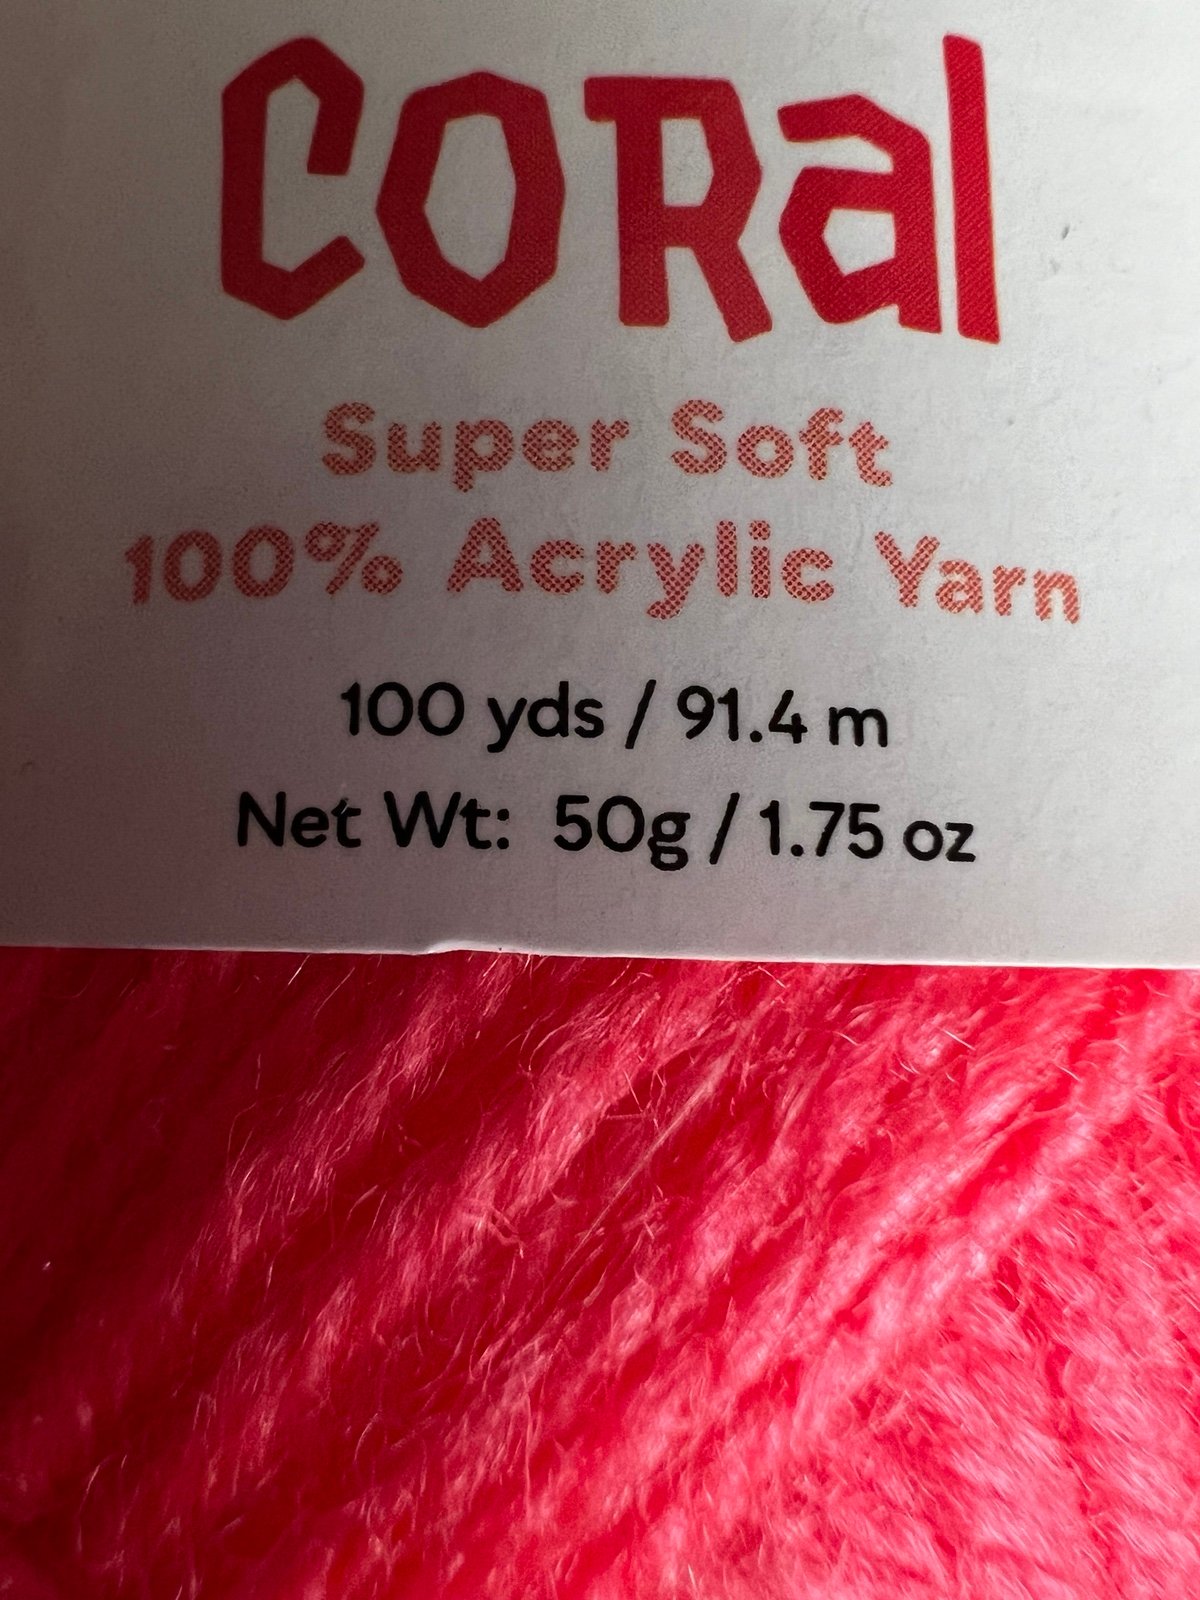 CORal
Super Soft
100% Acrylic Yarn
100 yds / 91.4 m
Net Wt: 50g / 1.75 oz